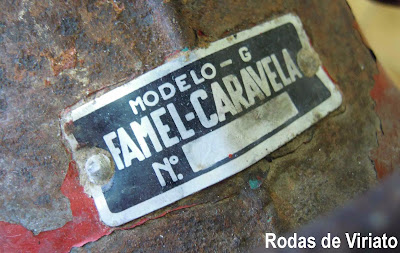 MODELO-G
FAMEL-CARAVELA
Nº.
Rodas de Viriato